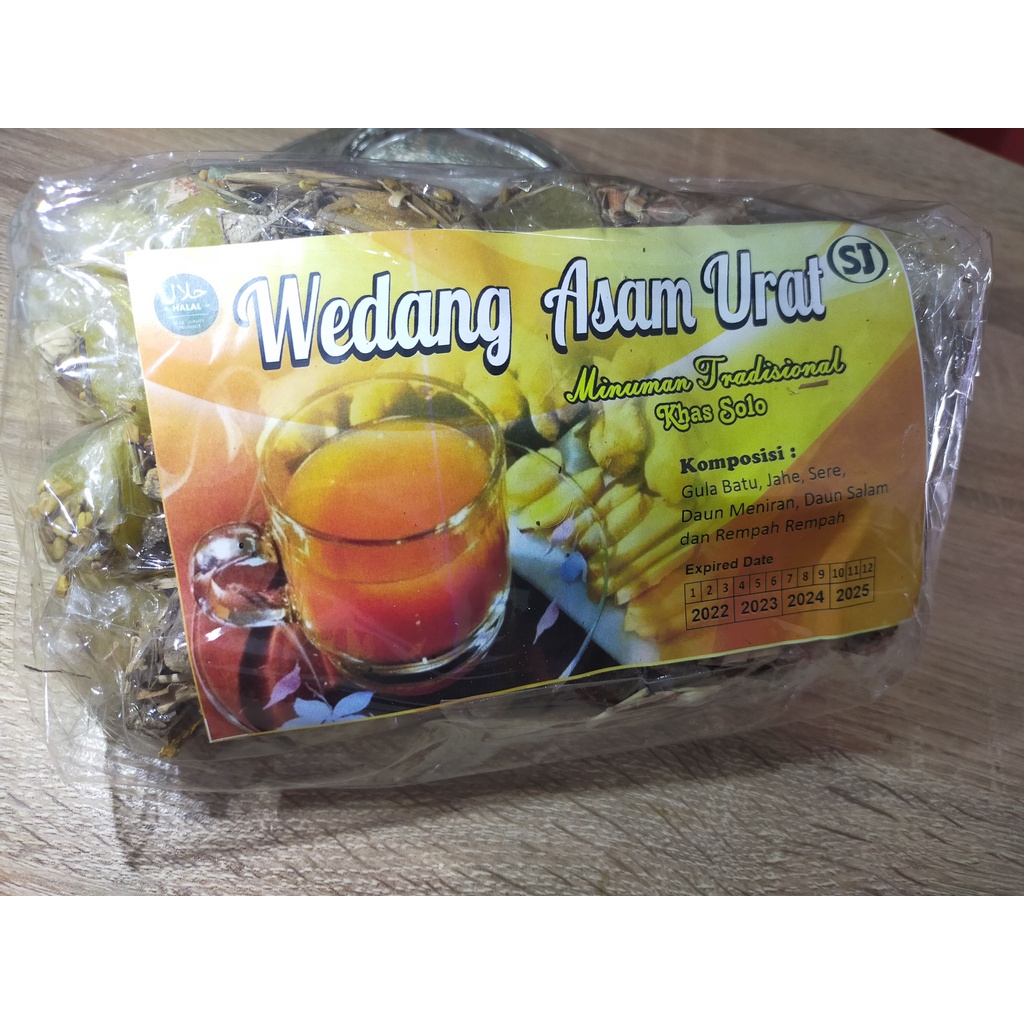 حلال
HALAL
Wedang Asam Urat
SJ
Minuman Tradisional
Khas Solo
Komposisi :
Gula Batu, Jahe, Sere,
Daun Meniran, Daun Salam
dan Rempah Rempah
Expired Date
1 2 3 4 5 6 7 8 9 10 11 12
2022 2023 2024 2025